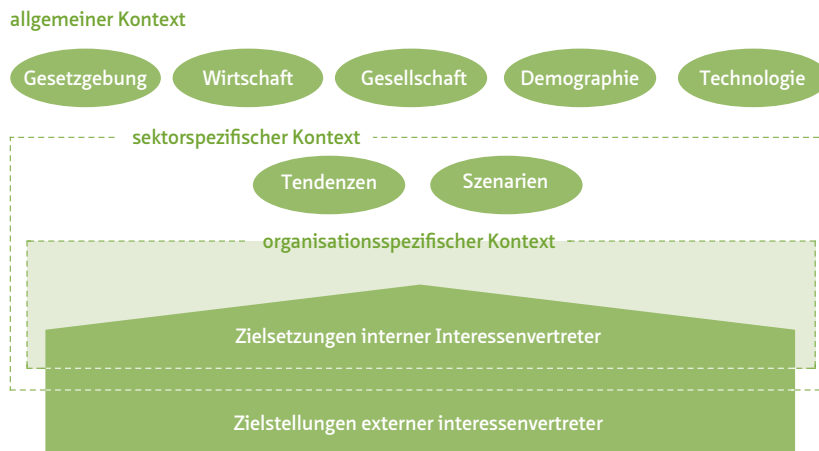 allgemeiner Kontext
Gesetzgebung Wirtschaft Gesellschaft Demographie Technologie
sektorspezifischer Kontext
Tendenzen Szenarien
organisationsspezifischer Kontext
Zielsetzungen interner Interessenvertreter
Zielstellungen externer interessenvertreter